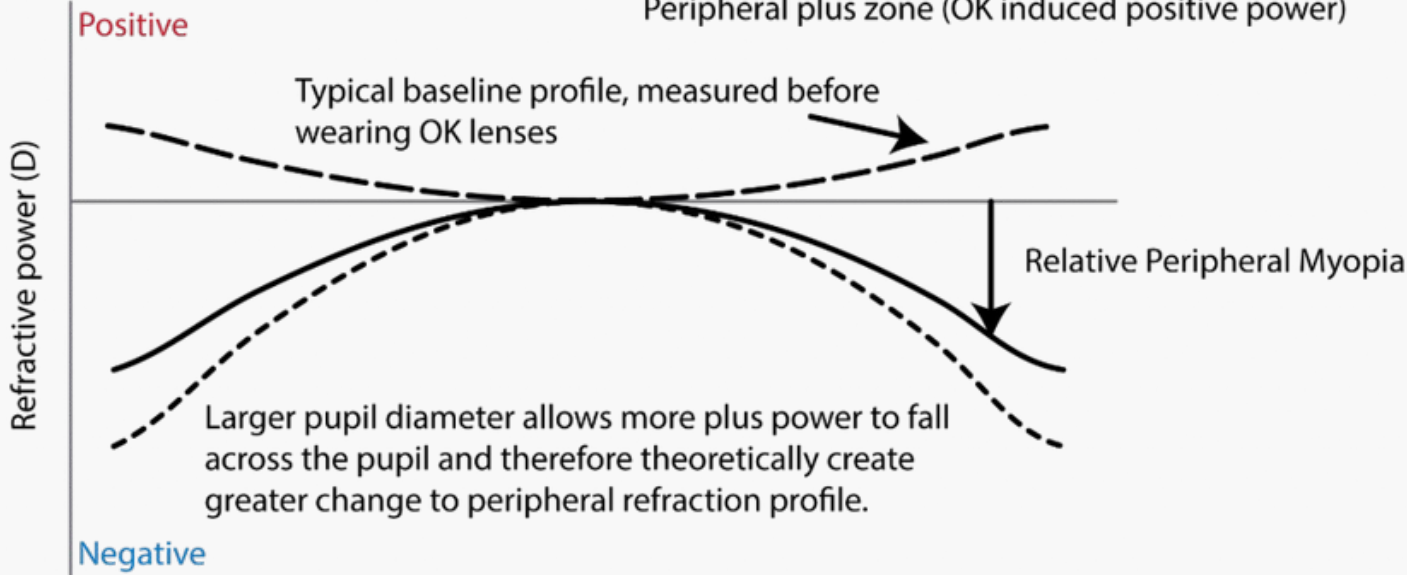 Peripheral plus zone (OK induced positive power)
Positive
Typical baseline profile, measured before
wearing OK lenses
Refractive power (D)
Relative Peripheral Myopia
Larger pupil diameter allows more plus power to fall
across the pupil and therefore theoretically create
greater change to peripheral refraction profile.
Negative